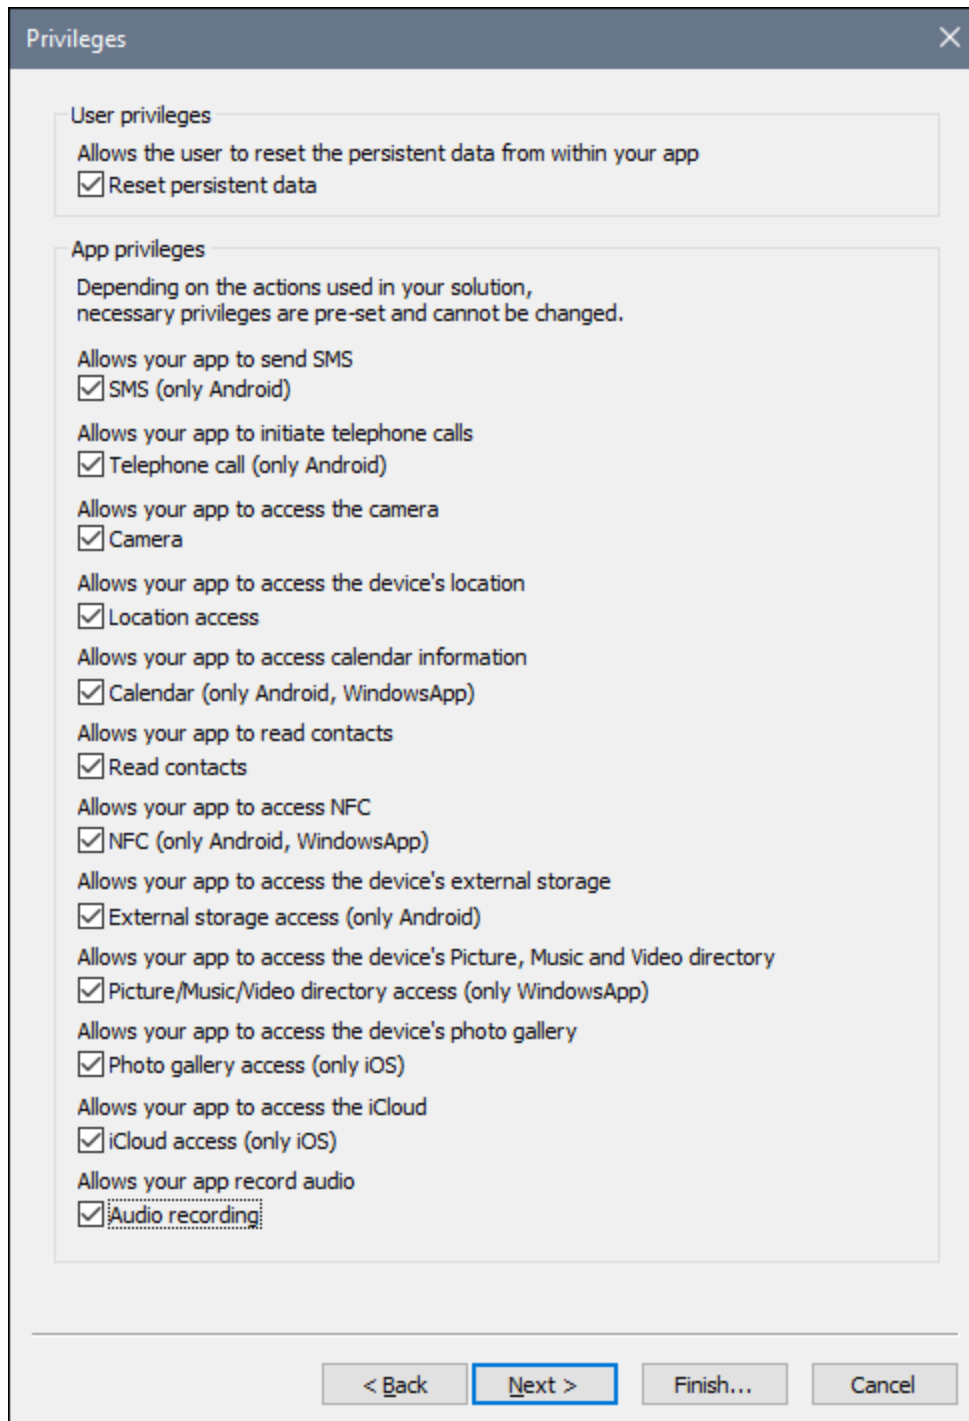 Privileges
User privileges
Allows the user to reset the persistent data from within your app
Reset persistent data
App privileges
Depending on the actions used in your solution,
necessary privileges are pre-set and cannot be changed.
Allows your app to send SMS
SMS (only Android)
Allows your app to initiate telephone calls
Telephone call (only Android)
Allows your app to access the camera
Camera
Allows your app to access the device's location
Location access
Allows your app to access calendar information
Calendar (only Android, WindowsApp)
Allows your app to read contacts
Read contacts
Allows your app to access NFC
NFC (only Android, WindowsApp)
Allows your app to access the device's external storage
External storage access (only Android)
Allows your app to access the device's Picture, Music and Video directory
Picture/Music/Video directory access (only WindowsApp)
Allows your app to access the device's photo gallery
Photo gallery access (only iOS)
Allows your app to access the iCloud
iCloud access (only iOS)
Allows your app record audio
Audio recording
< Back Next > Finish... Cancel